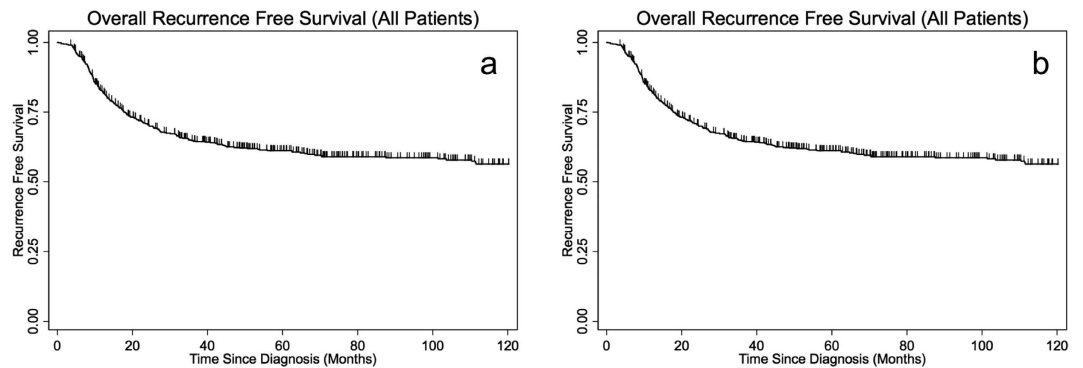 Overall Recurrence Free Survival (All Patients)
a
Recurrence Free Survival
1.00
0.75
0.50
0.25
0.00
0 20 40 60 80 100 120
Time Since Diagnosis (Months)
Overall Recurrence Free Survival (All Patients)
b
Recurrence Free Survival
1.00
0.75
0.50
0.25
0.00
0 20 40 60 80 100 120
Time Since Diagnosis (Months)